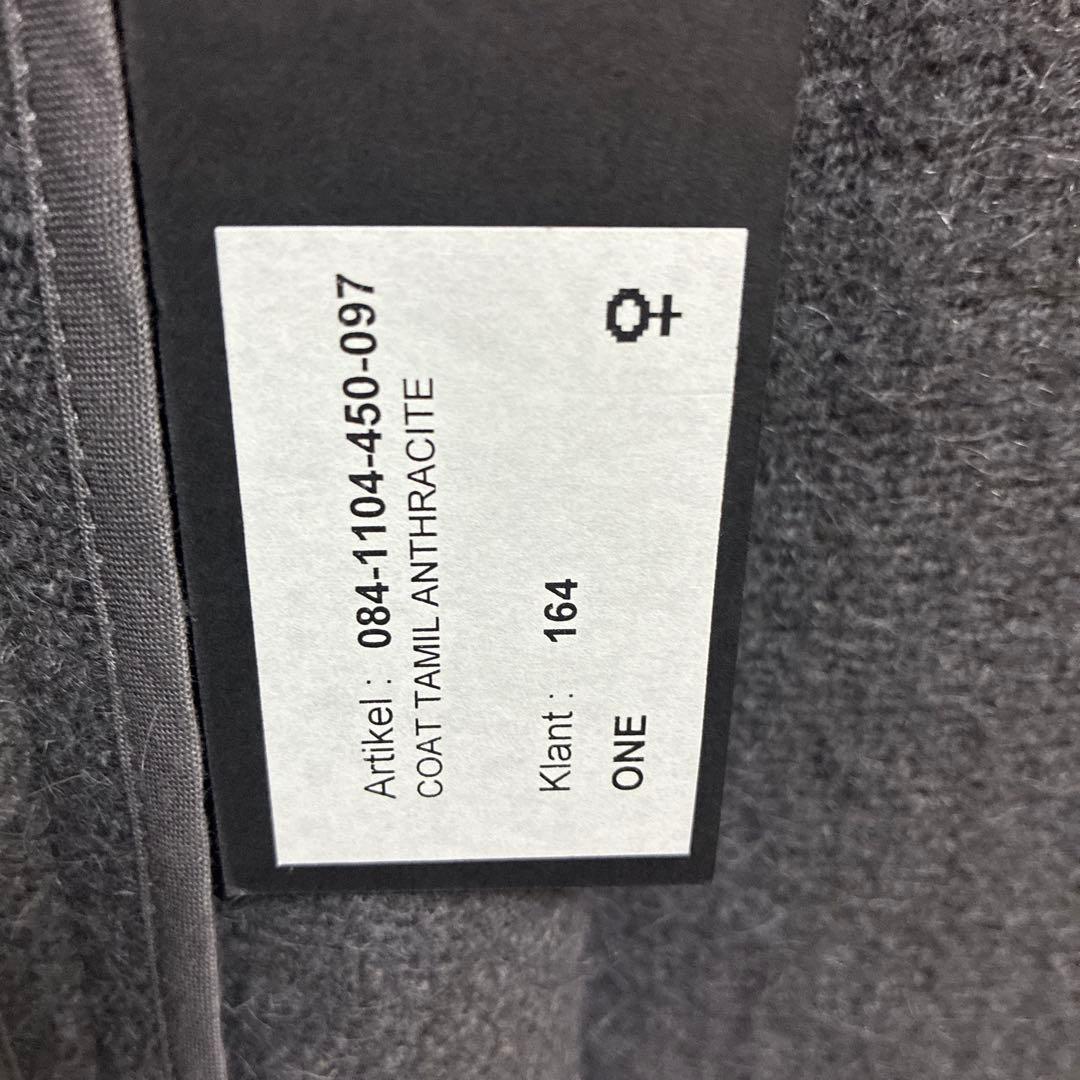 Artikel : 084-1104-450-097
COAT TAMIL ANTHRACITE
Klant : 164
ONE ♀